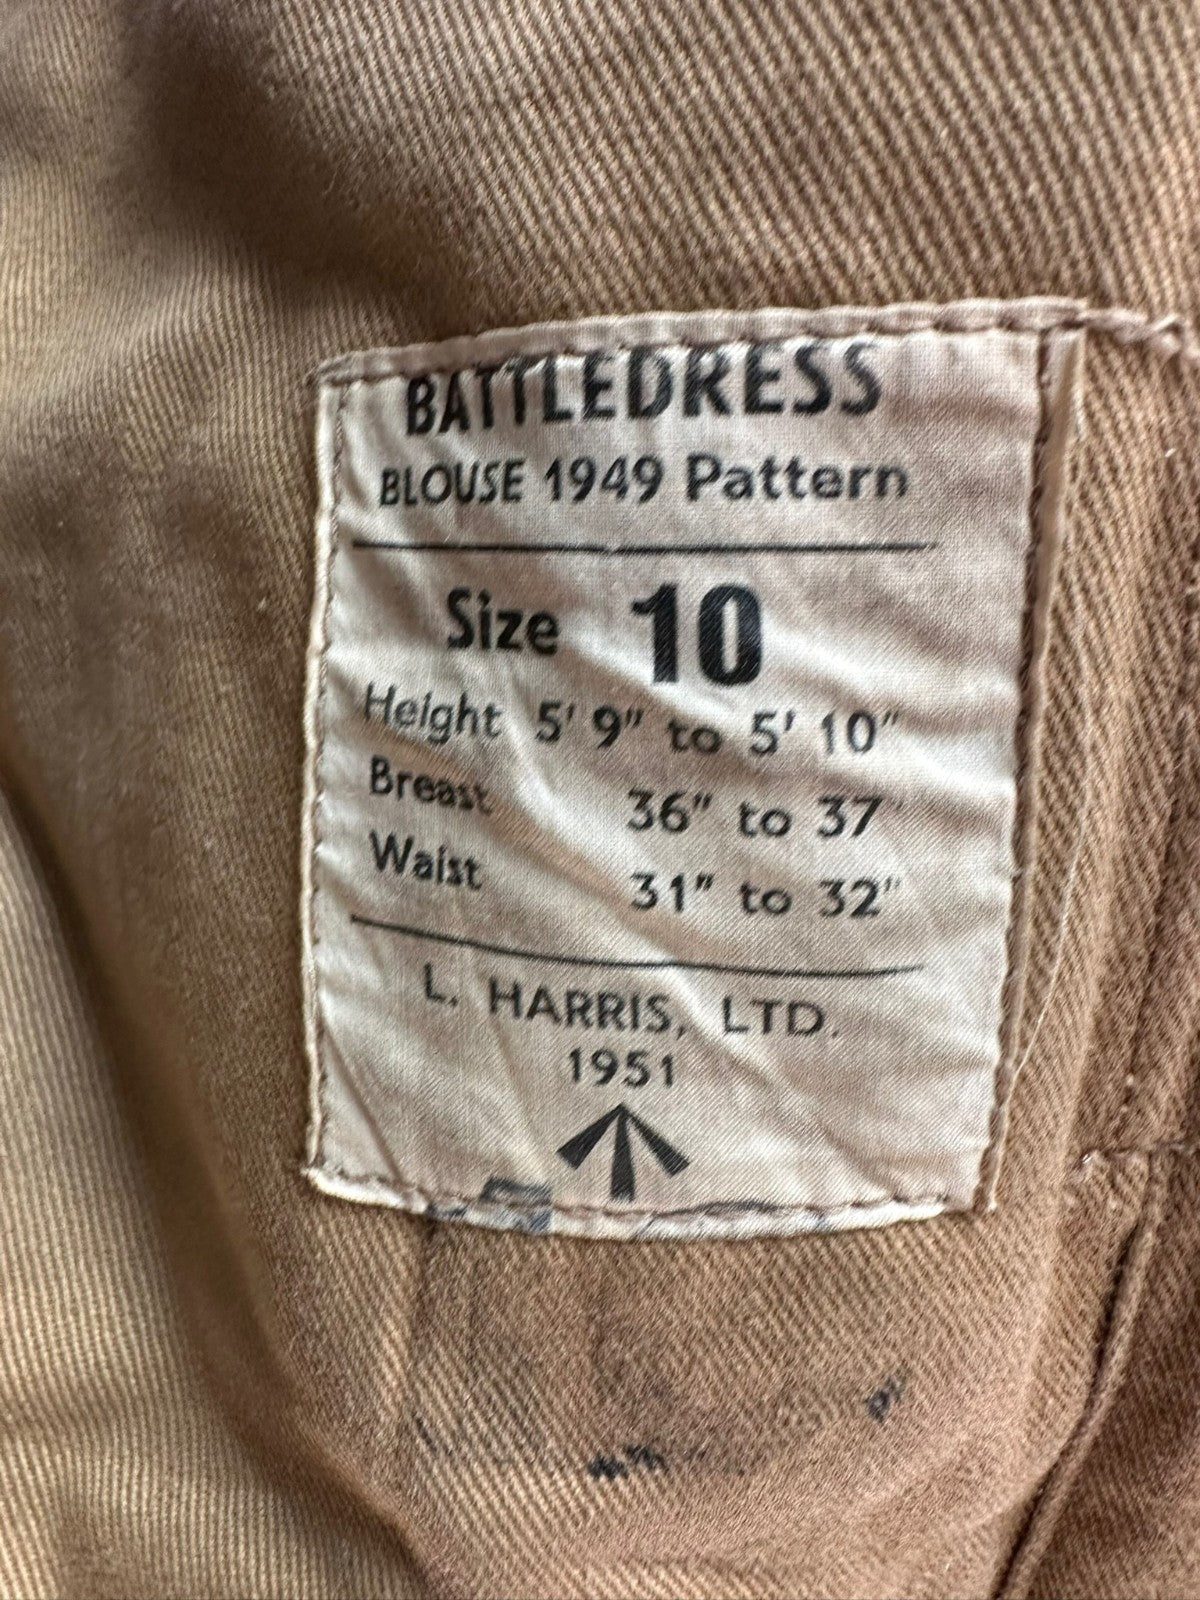 BATTLEDRESS
BLOUSE 1949 Pattern
Size 10
Height 5' 9" to 5' 10"
Breast 36" to 37"
Waist 31" to 32"
L. HARRIS, LTD.
1951